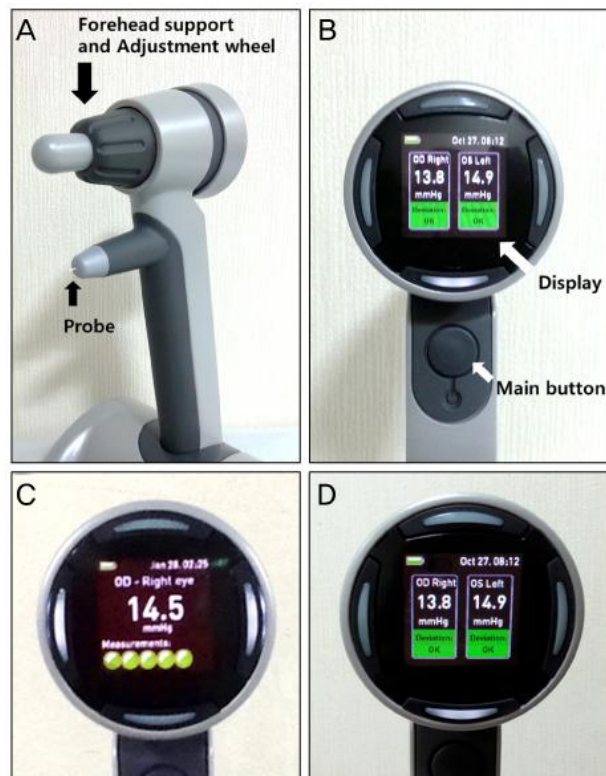 A
Forehead support
and Adjustment wheel
Probe
B
Oct 27, 08:12
OD Right
13.8
mmHg
Deviation:
OK
OS Left
14.9
mmHg
Deviation:
OK
Display
Main button
C
Jan 28, 02:25
OD - Right eye
14.5
mmHg
Measurements:
D
Oct 27, 08:12
OD Right
13.8
mmHg
Deviation:
OK
OS Left
14.9
mmHg
Deviation:
OK